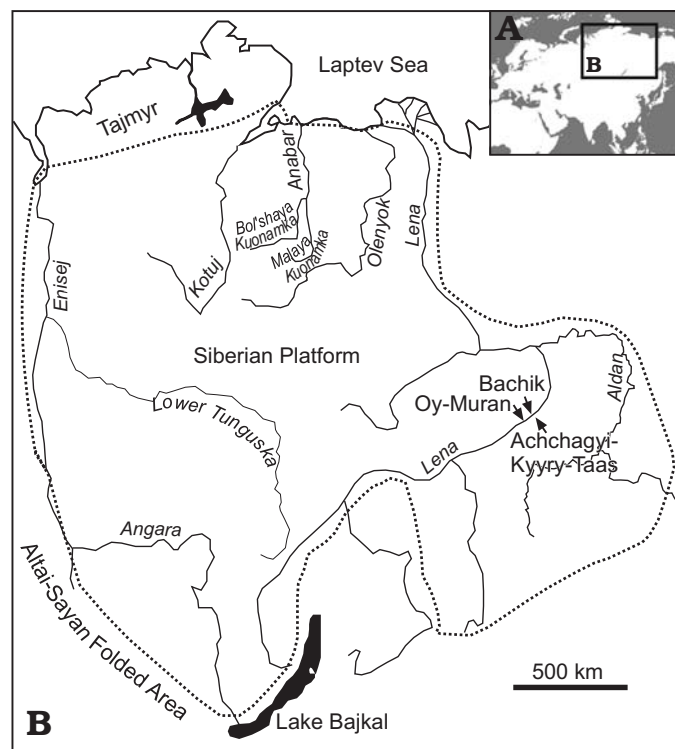 A
B
Laptev Sea
Tajmyr
Anabar
Bol'shaya
Kuonamka
Malaya
Kuonamka
Olenyok
Lena
Kotuj
Enisej
Siberian Platform
Lower Tunguska
Bachik
Oy-Muran
Aldan
Achchagyi-
Kyyry-Taas
Lena
Angara
Altai-Sayan Folded Area
500 km
B
Lake Bajkal